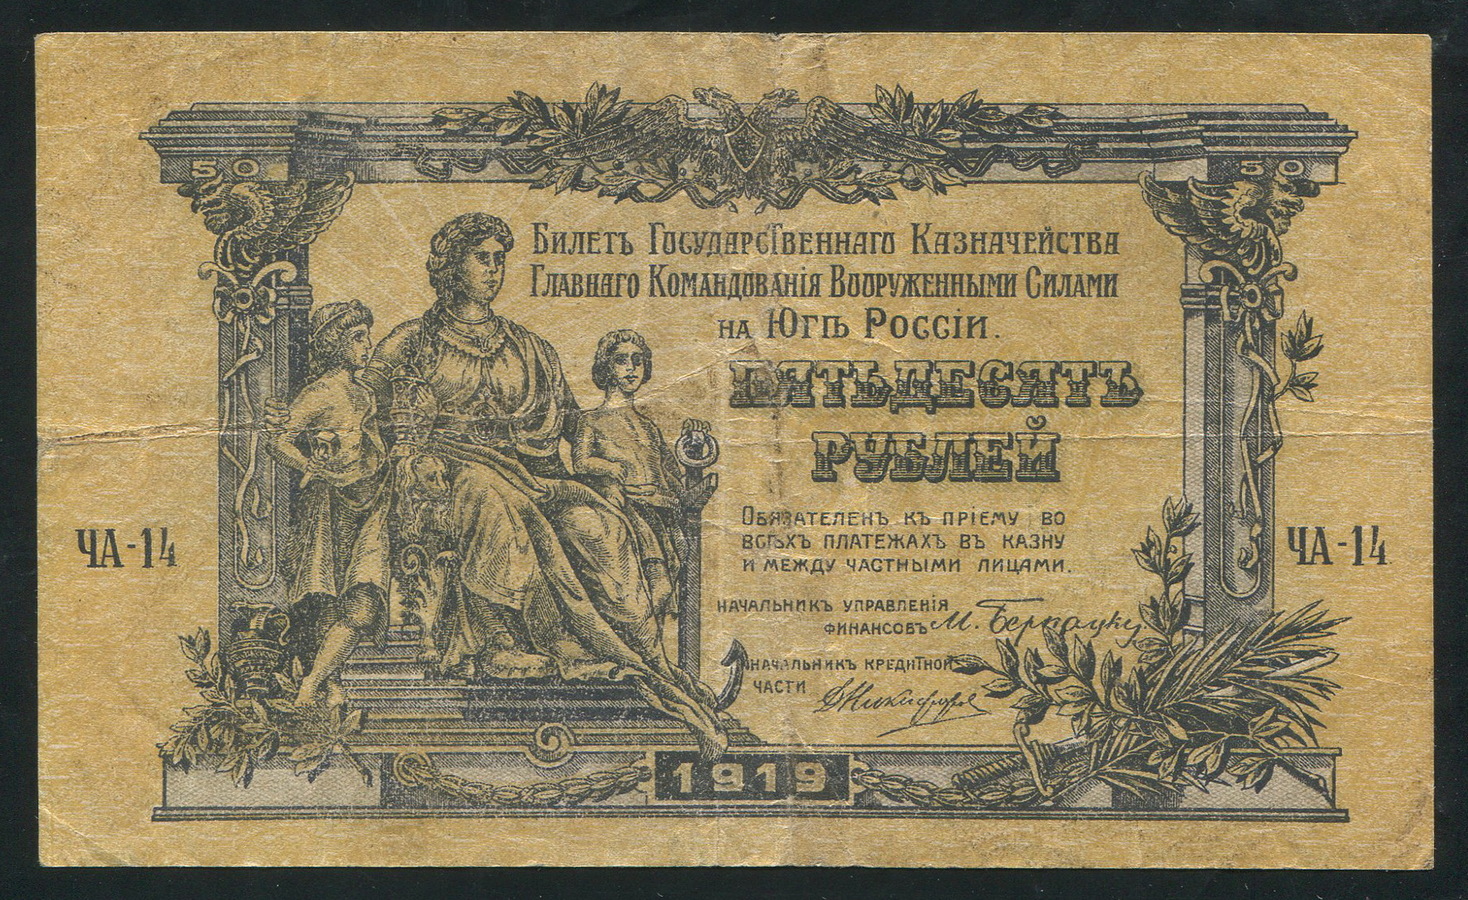 50
50
Билетъ Государственнаго Казначейства
Главнаго Командованія Вооруженными Силами
на Югѣ Россіи.
ПЯТЬДЕСЯТЪ
РУБЛЕЙ
Обязателенъ къ пріему во
всѣхъ платежахъ въ казну
и между частными лицами.
ЧА-14
ЧА-14
Начальникъ управленія
финансовъ
Начальникъ кредитной
части
1919